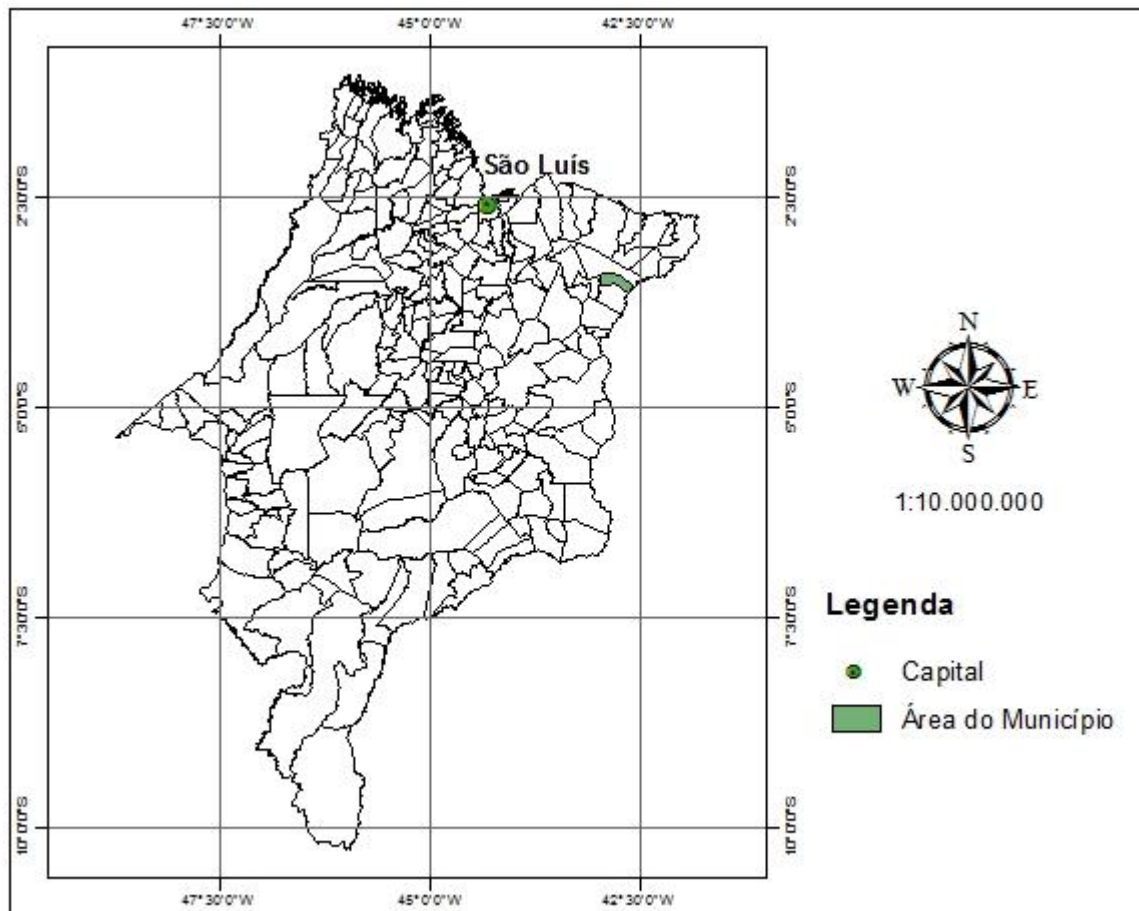 47°30'0"W 45°0'0"W 42°30'0"W
São Luís
2°30'0"S 2°30'0"S
5°0'0"S 5°0'0"S
7°30'0"S 7°30'0"S
10°0'0"S 10°0'0"S
47°30'0"W 45°0'0"W 42°30'0"W
N
W E
S
1:10.000.000
Legenda
Capital
Área do Município